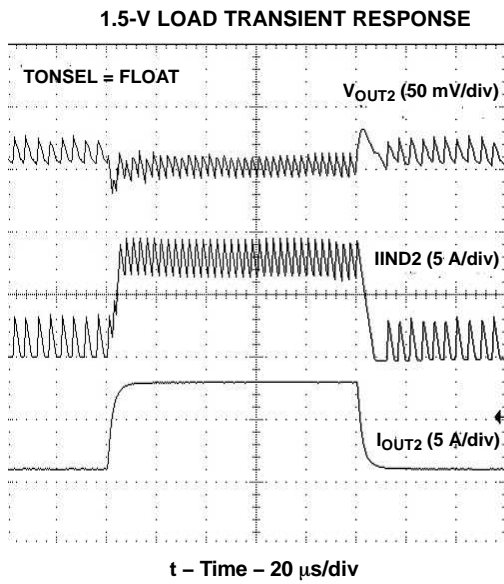 1.5-V LOAD TRANSIENT RESPONSE
TONSEL = FLOAT
VOUT2 (50 mV/div)
IIND2 (5 A/div)
IOUT2 (5 A/div)
t – Time – 20 μs/div